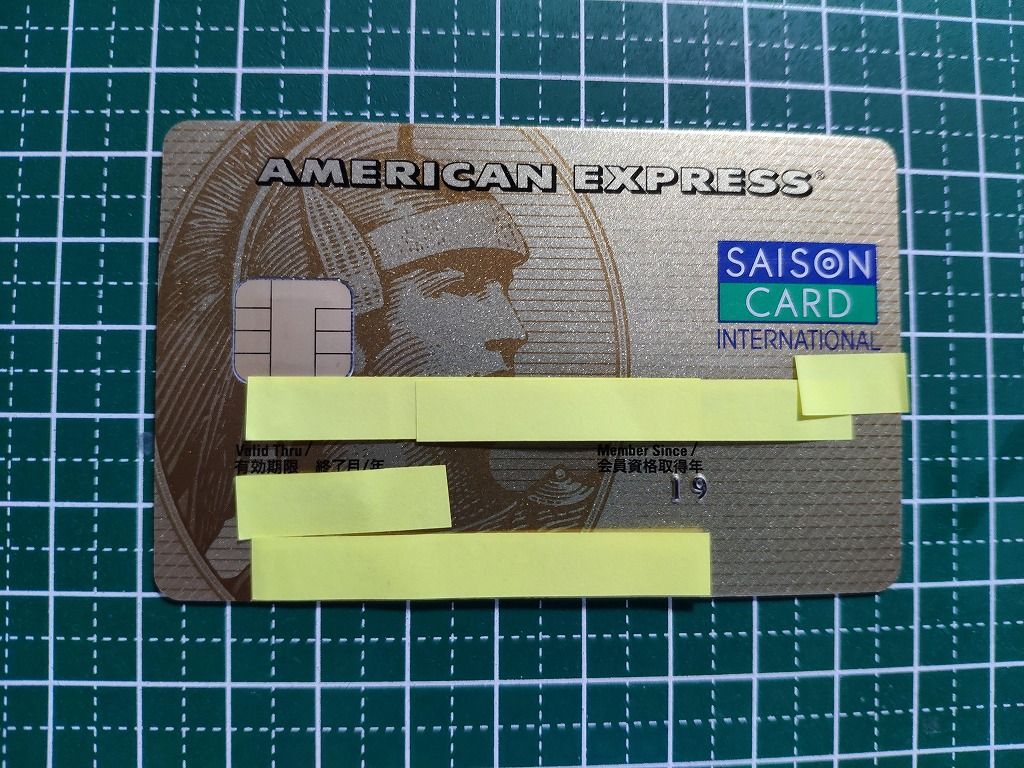 AMERICAN EXPRESS®
SAISON
CARD
INTERNATIONAL
Valid Thru /
有効期限 終了月/年
Member Since /
会員資格取得年
19